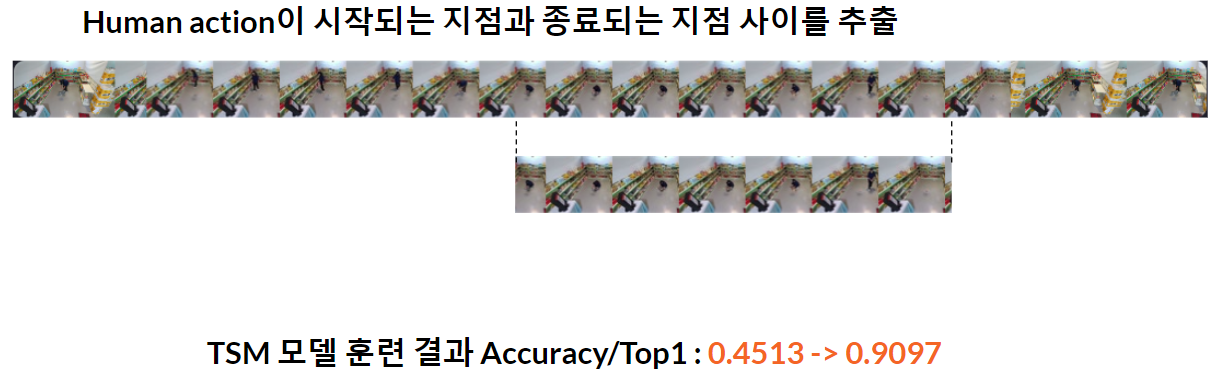 Human action이 시작되는 지점과 종료되는 지점 사이를 추출
TSM 모델 훈련 결과 Accuracy/Top1 : 0.4513 -> 0.9097